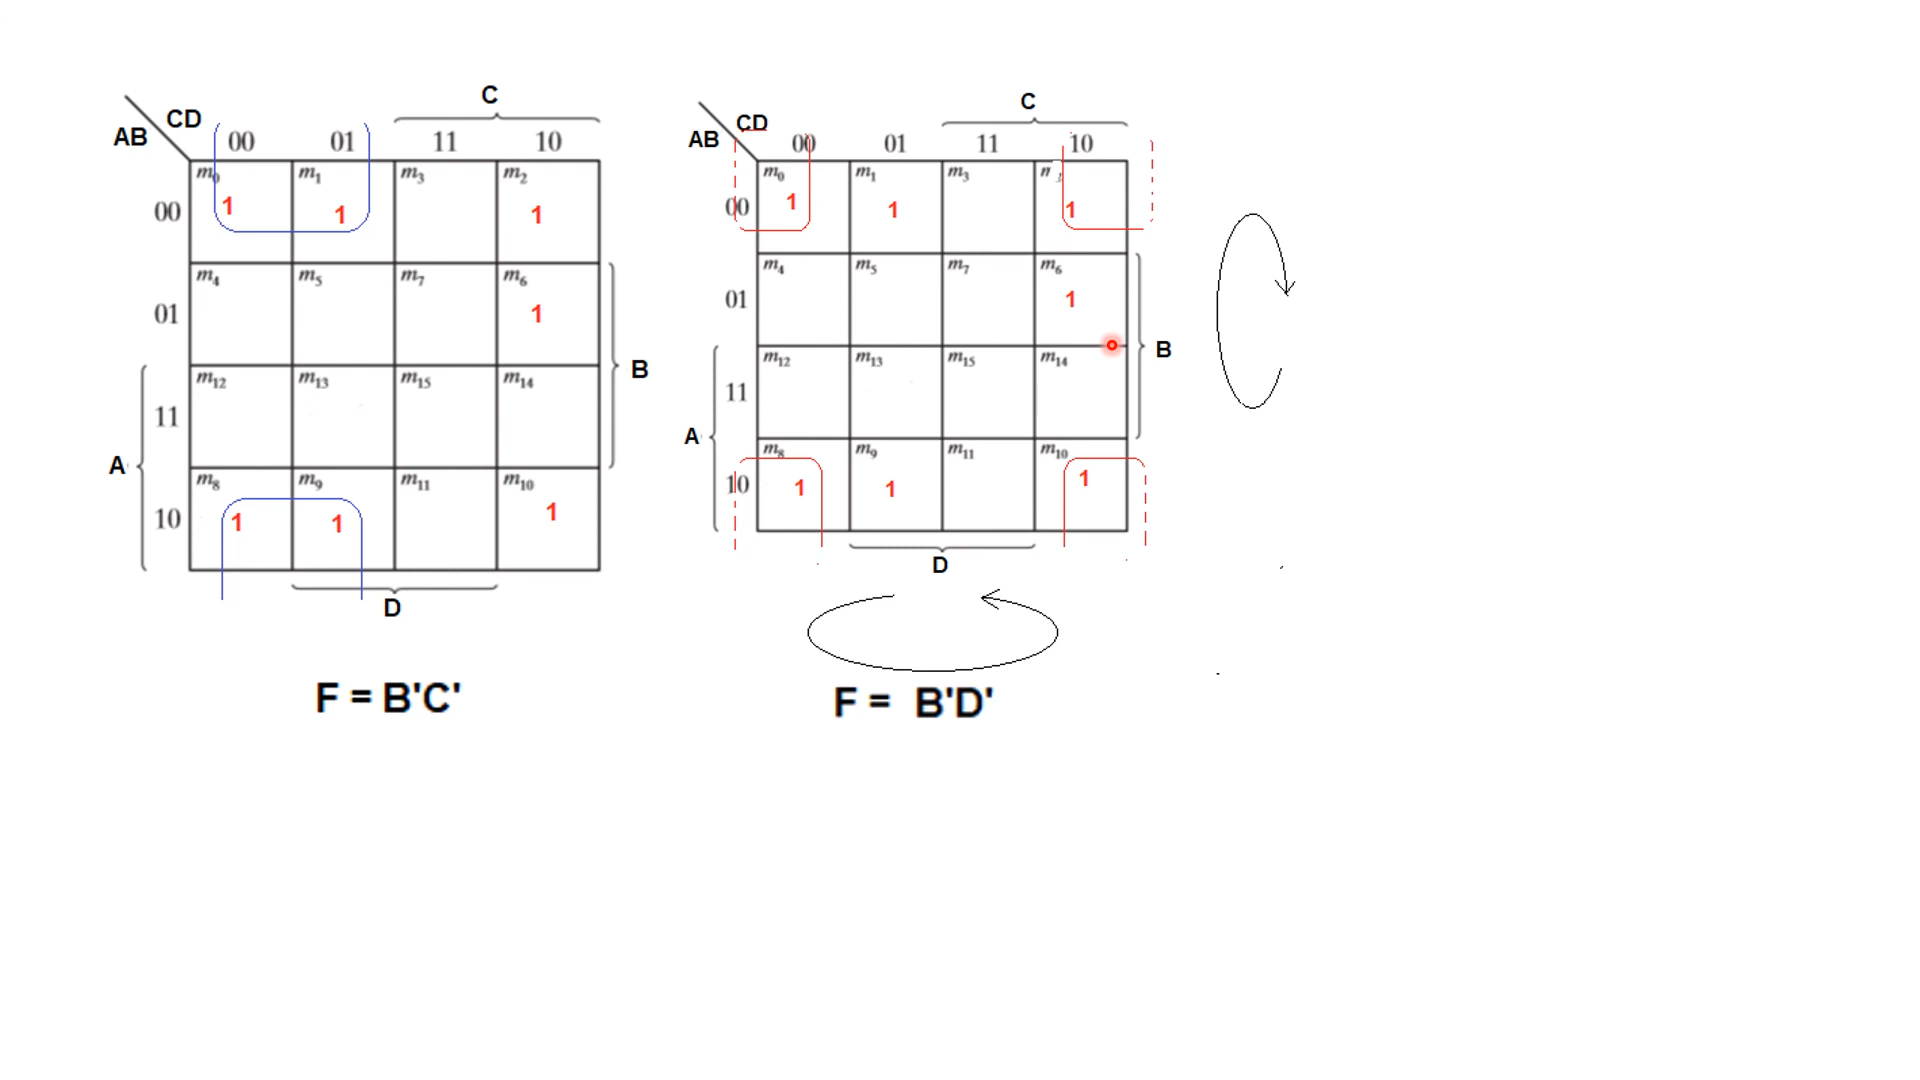 C
CD
AB
00 01 11 10
m0 m1 m3 m2
00 1 1 1
m4 m5 m7 m6
01 1
B
m12 m13 m15 m14
11
A
m8 m9 m11 m10
10 1 1 1
D
F = B'C'
C
CD
AB
00 01 11 10
m0 m1 m3
00 1 1 1
m4 m5 m7 m6
01 1
B
m12 m13 m15 m14
11
A
m8 m9 m11 m10
10 1 1 1
D
F = B'D'